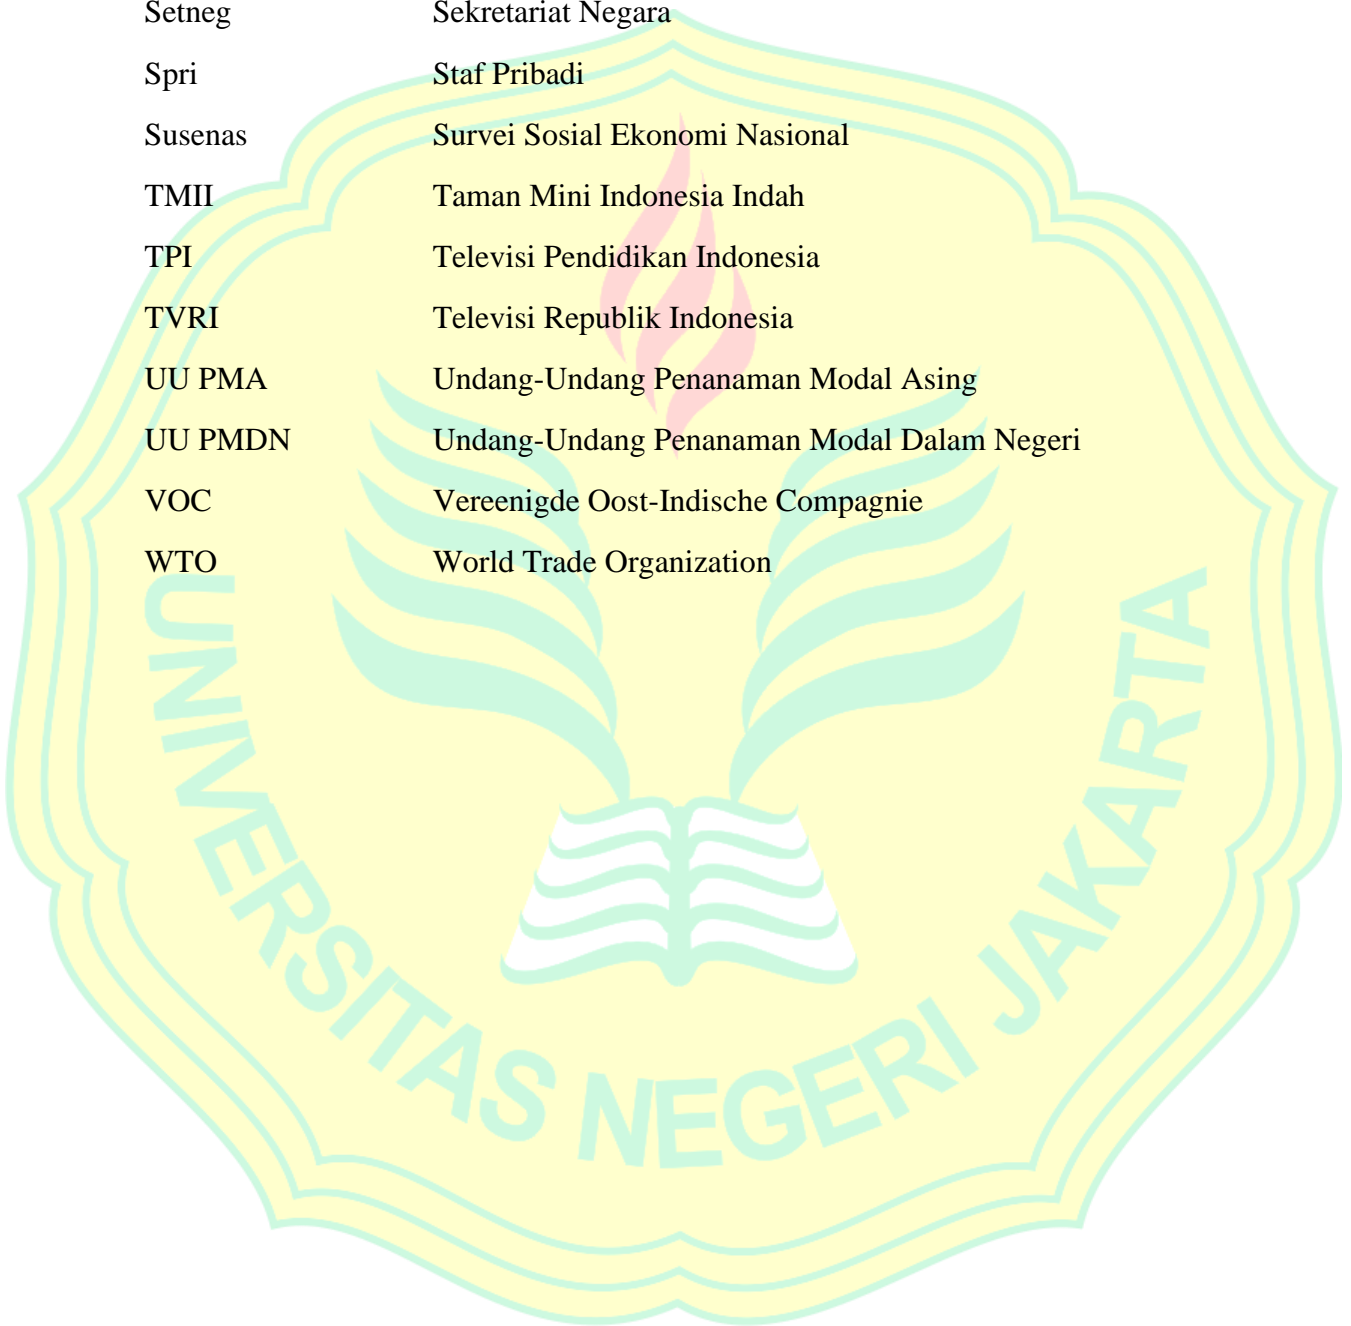 Setneg Sekretariat Negara
Spri Staf Pribadi
Susenas Survei Sosial Ekonomi Nasional
TMII Taman Mini Indonesia Indah
TPI Televisi Pendidikan Indonesia
TVRI Televisi Republik Indonesia
UU PMA Undang-Undang Penanaman Modal Asing
UU PMDN Undang-Undang Penanaman Modal Dalam Negeri
VOC Vereenigde Oost-Indische Compagnie
WTO World Trade Organization
UNIVERSITAS NEGERI JAKARTA